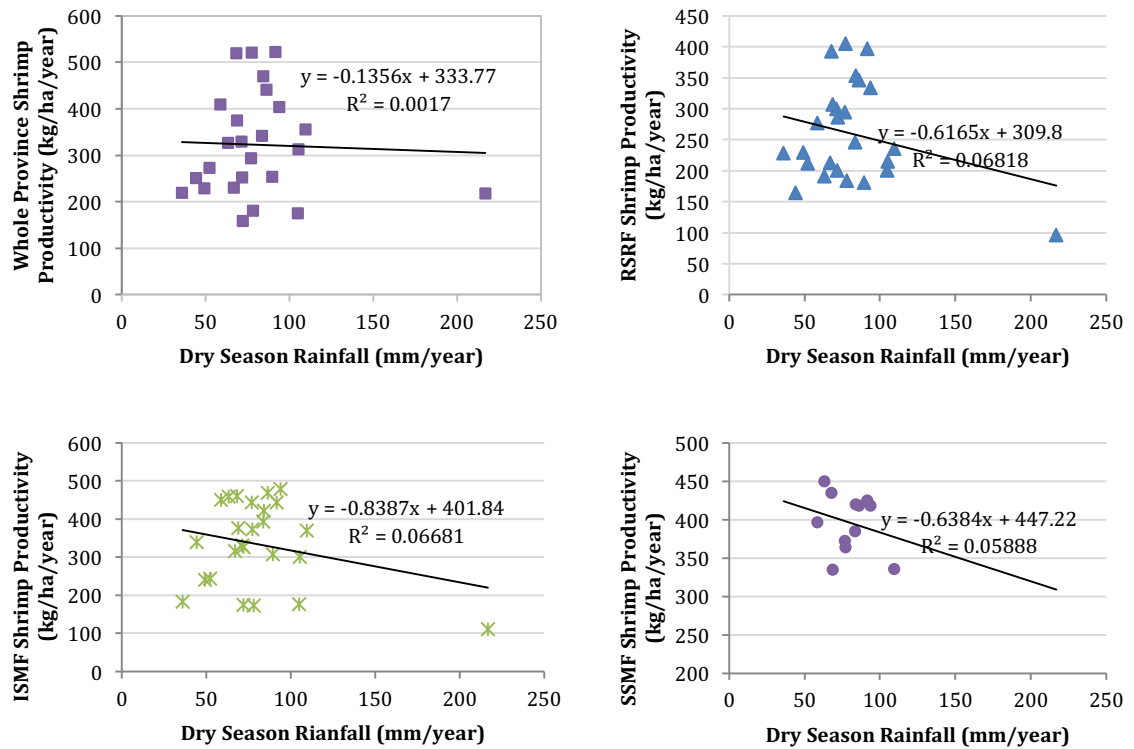 Whole Province Shrimp
Productivity (kg/ha/year)
600
500
400
300
200
100
0
y = -0.1356x + 333.77
R² = 0.0017
0 50 100 150 200 250
Dry Season Rainfall (mm/year)
RSRF Shrimp Productivity
(kg/ha/year)
450
400
350
300
250
200
150
100
50
0
y = -0.6165x + 309.8
R² = 0.06818
0 50 100 150 200 250
Dry Season Rainfall (mm/year)
ISMF Shrimp Productivity
(kg/ha/year)
600
500
400
300
200
100
0
y = -0.8387x + 401.84
R² = 0.06681
0 50 100 150 200 250
Dry Season Rianfall (mm/year)
SSMF Shrimp Productivity
(kg/ha/year)
500
450
400
350
300
250
200
y = -0.6384x + 447.22
R² = 0.05888
0 50 100 150 200 250
Dry Season Rainfall (mm/year)